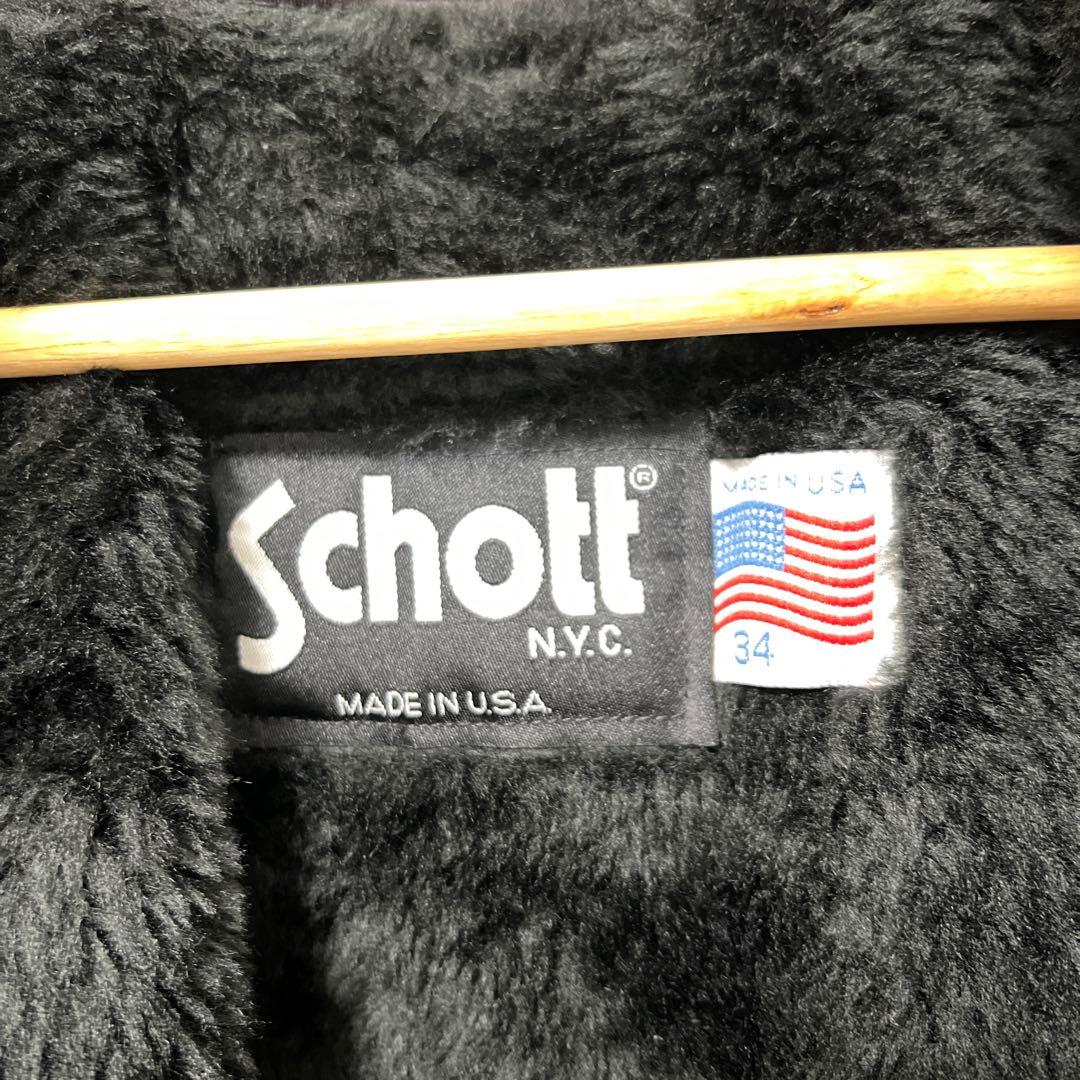 Schott®
N.Y.C.
MADE IN U.S.A.
MADE IN USA
34